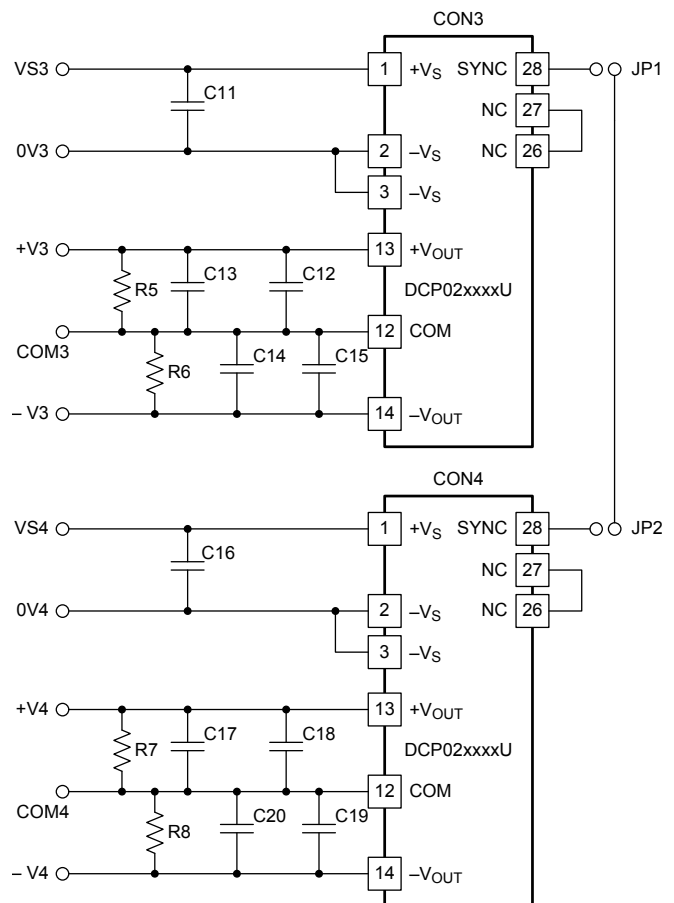 CON3
VS3
1 +VS SYNC 28
JP1
C11
NC 27
0V3
2 –VS NC 26
3 –VS
+V3
13 +VOUT
R5
C13
C12
DCP02xxxxU
COM3
12 COM
R6
C14
C15
– V3
14 –VOUT
CON4
VS4
1 +VS SYNC 28
JP2
C16
NC 27
0V4
2 –VS NC 26
3 –VS
+V4
13 +VOUT
R7
C17
C18
DCP02xxxxU
COM4
12 COM
R8
C20
C19
– V4
14 –VOUT